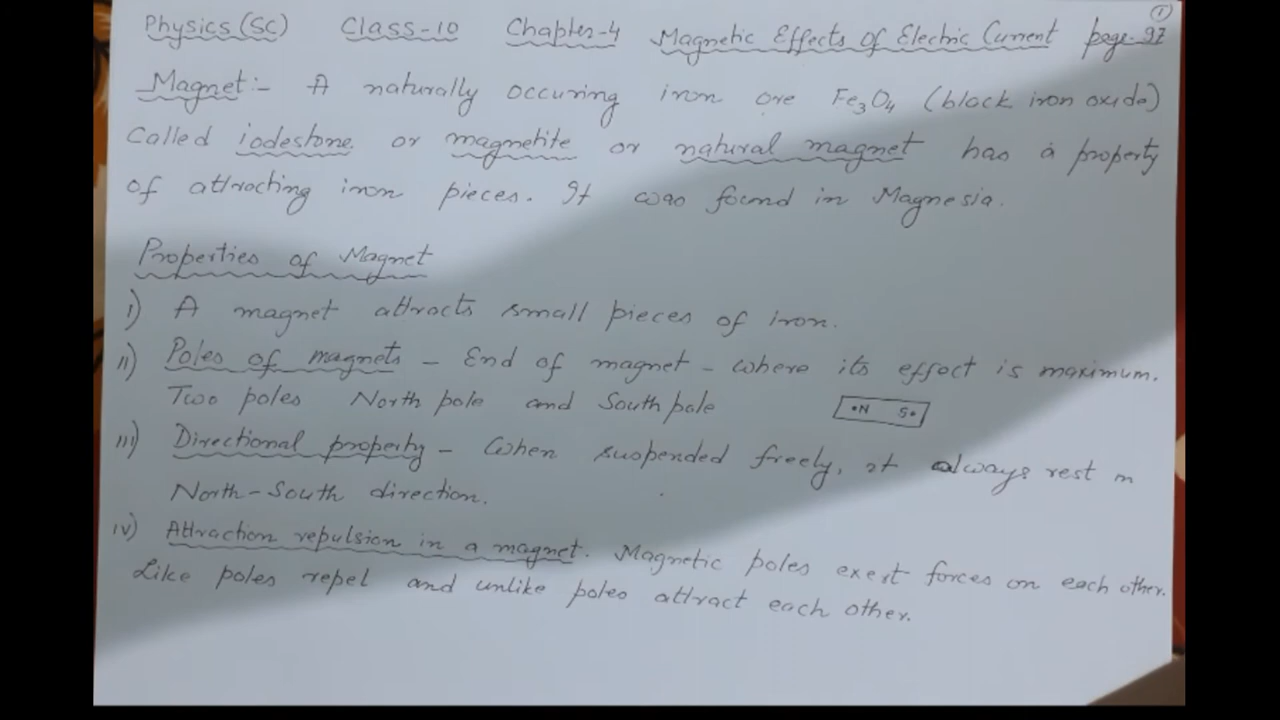 ①
Physics (SC) Class-10 Chapter-4 Magnetic Effects Of Electric Current page-97
Magnet:- A naturally occuring iron ore Fe₃O₄ (black iron oxide)
Called iodestone or magnetite or natural magnet has a property
of attracting iron pieces. It was found in Magnesia.
Properties of Magnet
i) A magnet attracts small pieces of iron.
ii) Poles of magnets - End of magnet - where its effect is maximum.
Two poles North pole and South pole •N S•
iii) Directional property - When suspended freely, it always rest in
North-South direction.
iv) Attraction repulsion in a magnet. Magnetic poles exert forces on each other.
Like poles repel and unlike poles attract each other.